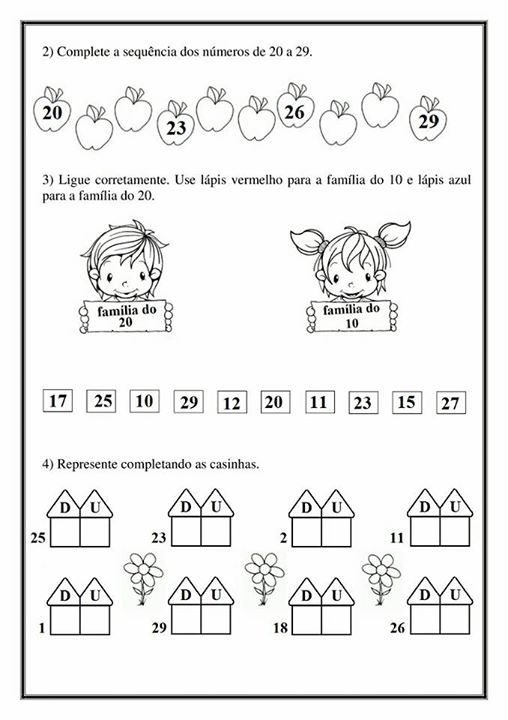 2) Complete a sequência dos números de 20 a 29.
20 23 26 29
3) Ligue corretamente. Use lápis vermelho para a família do 10 e lápis azul
para a família do 20.
família do
20
família do
10
17 25 10 29 12 20 11 23 15 27
4) Represente completando as casinhas.
D U D U D U D U
25 23 2 11
D U D U D U D U
1 29 18 26